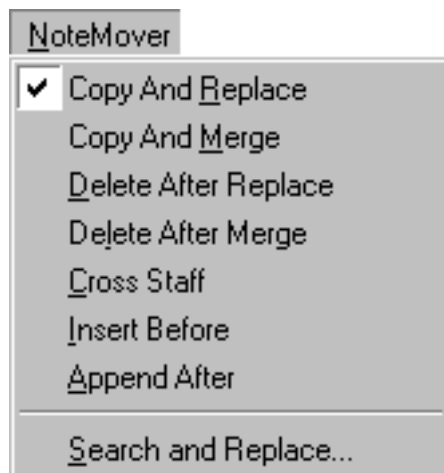 NoteMover
Copy And Replace
Copy And Merge
Delete After Replace
Delete After Merge
Cross Staff
Insert Before
Append After
Search and Replace...